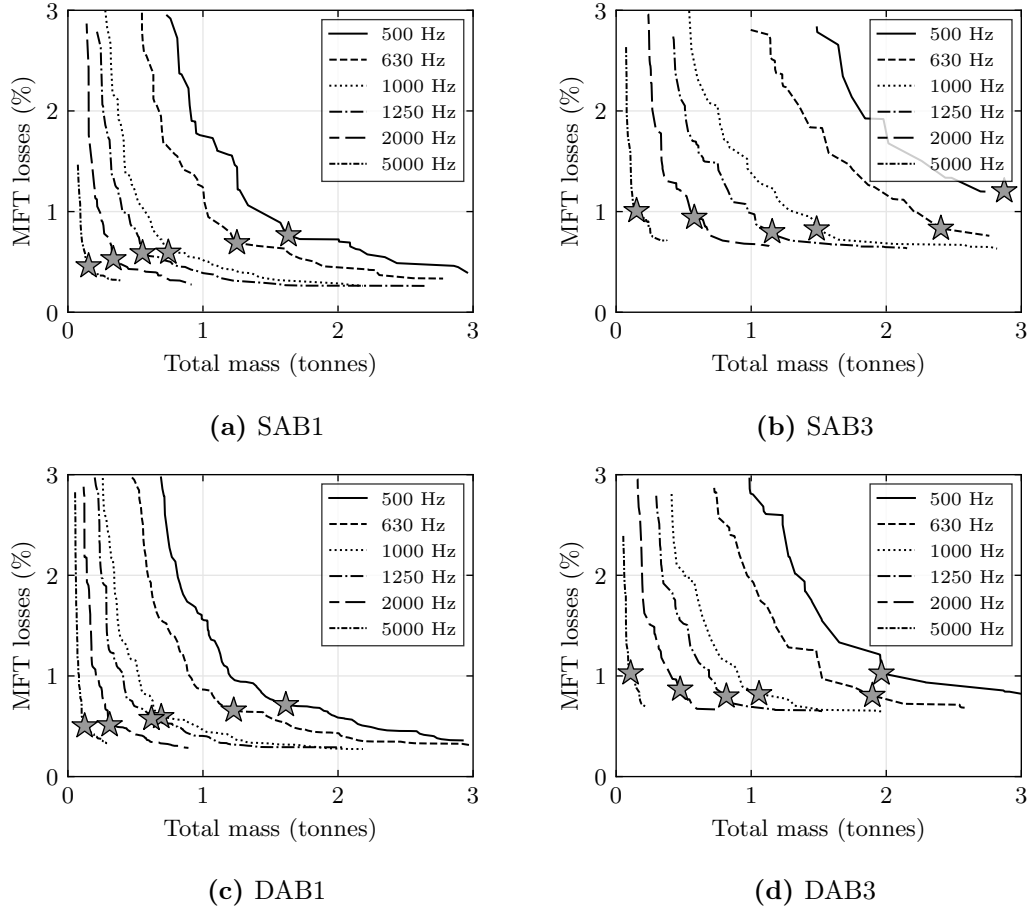 3
2
1
0
MFT losses (%)
500 Hz
630 Hz
1000 Hz
1250 Hz
2000 Hz
5000 Hz
0 1 2 3
Total mass (tonnes)
(a) SAB1
3
2
1
0
MFT losses (%)
500 Hz
630 Hz
1000 Hz
1250 Hz
2000 Hz
5000 Hz
0 1 2 3
Total mass (tonnes)
(b) SAB3
3
2
1
0
MFT losses (%)
500 Hz
630 Hz
1000 Hz
1250 Hz
2000 Hz
5000 Hz
0 1 2 3
Total mass (tonnes)
(c) DAB1
3
2
1
0
MFT losses (%)
500 Hz
630 Hz
1000 Hz
1250 Hz
2000 Hz
5000 Hz
0 1 2 3
Total mass (tonnes)
(d) DAB3